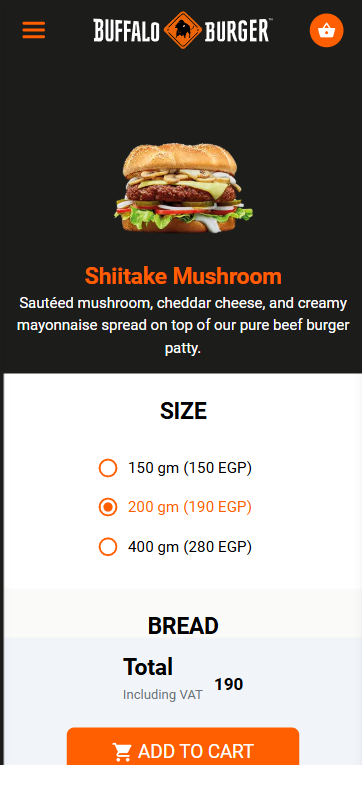 BUFFALO BURGER™
Shiitake Mushroom
Sautéed mushroom, cheddar cheese, and creamy
mayonnaise spread on top of our pure beef burger
patty.
SIZE
150 gm (150 EGP)
200 gm (190 EGP)
400 gm (280 EGP)
BREAD
Total
Including VAT 190
ADD TO CART